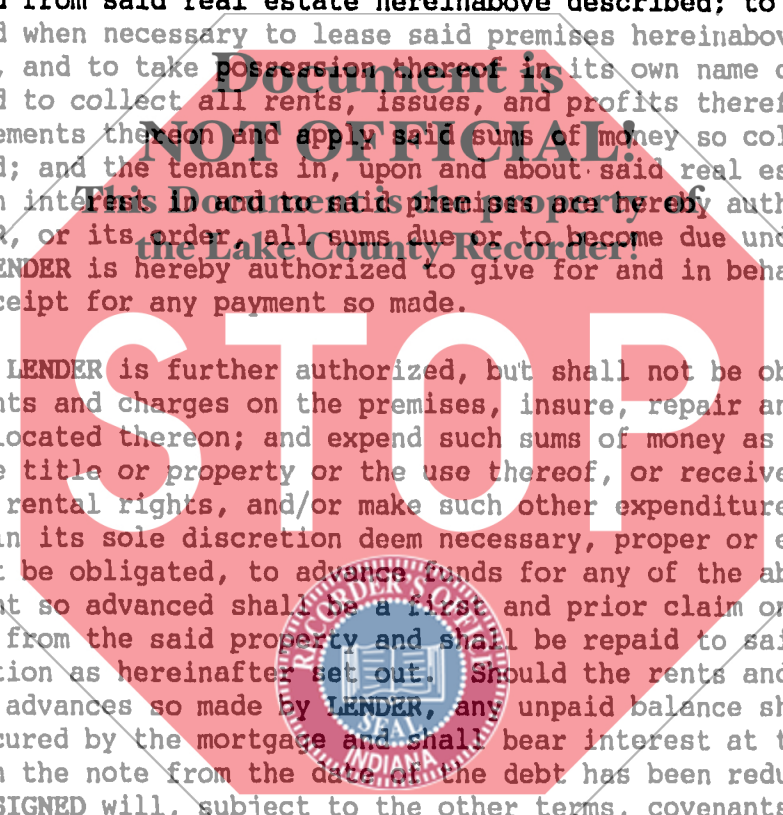 from said real estate hereinabove described; to
when necessary to lease said premises hereinabov
, and to take possession thereof in its own name
to collect all rents, issues, and profits theref
ements thereon and apply said sums of money so col
d; and the tenants in, upon and about said real es
n interest in and to said premises are hereby auth
R, or its order, all sums due or to become due und
ENDER is hereby authorized to give for and in beha
ceipt for any payment so made.
Document is
NOT OFFICIAL!
This Document is the property of
the Lake County Recorder!
STOP
LENDER is further authorized, but shall not be ob
nts and charges on the premises, insure, repair an
located thereon; and expend such sums of money as
e title or property or the use thereof, or receive
rental rights, and/or make such other expenditure
in its sole discretion deem necessary, proper or e
t be obligated, to advance funds for any of the ab
nt so advanced shall be a first and prior claim on
from the said property and shall be repaid to sai
tion as hereinafter set out. Should the rents and
advances so made by LENDER, any unpaid balance sh
cured by the mortgage and shall bear interest at t
n the note from the date of the debt has been redu
SIGNED will, subject to the other terms, covenants
RECORDER'S OFFICE
SEAL
INDIANA